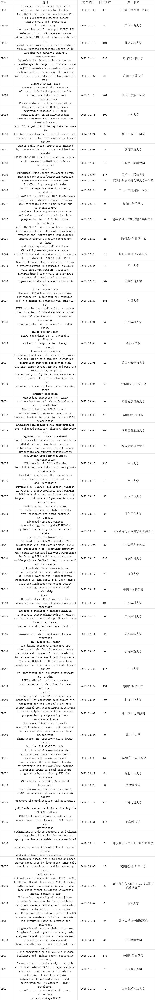 文章 题目 发表时间 图片总数 第一单位
circASAP1 induces renal clear cell
CDD1 carcinoma ferroptosis by binding 2025.01.02 110 中山大学附属第一医院
to HNRNPC and thereby regulating GPX4
ALKBH5 suppresses gastric cancer
tumorigenesis and metastasis
CDD10 by inhibiting 2025.01.16 82 广州中山大学
the translation of uncapped WRAP53 RNA
isoforms in an m6A-dependent manner
Intercellular TIMP-1-CD63 signaling directs
CDD11 the 2025.01.18 101 国立成功大学
evolution of immune escape and metastasis
in KRAS-mutated pancreatic cancer cells
Circular RNA circBNC2 inhibits
CDD12 tumorigenesis 2025.01.24 232 哈尔滨医科大学
by modulating ferroptosis and acts as
a nanotherapeutic target in prostate cancer
CircTTC13 promotes sorafenib resistance
in hepatocellular carcinoma through the
CDD13 inhibition of ferroptosis by targeting the 2025.01.27 81 广州中医药大学
miR-
513a-5p/SLC7A11 axis
Sorafenib enhanced the function
of myeloid-derived suppressor cells
CDD14 in hepatocellular carcinoma 2025.01.28 201 北京大学第三医院
by facilitating
PPARα-mediated fatty acid oxidation
CircRNF13 enhances IGF2BP1 phase
separation-mediated ITGB1 mRNA
CDD15 stabilization in an m6A-dependent 2025.01.31 109 中南大学
manner to promote oral cancer cisplatin
chemoresistance
miR-630 targets IGF1R to regulate response
to
CDD16 HER-targeting drugs and overall cancer cell 2014.03.24 32 都柏林圣三一学院
progression in HER2 over-expressing breast
cancer
Cancer cells avoid ferroptosis induced
CDD17 by immune cells via fatty acid binding 2025.02.03 16 德克萨斯大学
proteins
SELP+ TEC:CD8+ T cell crosstalk associates
CDD18 with improved radiotherapy efcacy 2025.02.03 15 山东第一医科大学
in cervical
cancer
CDD19 Multimodal lung cancer theranostics via 2025.02.04 115 黑龙江中医药大学
manganese phosphate/quercetin particle
CDD2 Pan-cancer drivers of metastasis 2025.01.02 76 英国贝尔法斯特女王大学医学院
CircCD44 plays oncogenic roles
CDD20 in triple-negative breast cancer by 2021.10.25 91 中山大学附属第一医院
modulating
the miR-502–5p/KRAS and IGF2BP2/Myc axes
Towards understanding cancer dormancy
CDD21 over strategic hitching up mechanisms 2025.02.14 0 汉阳大学药学院
to technologies
Single-cell RNA sequencing identifes
molecular biomarkers predicting late
CDD22 progression to CDK4/6 inhibition 2025.02.15 0 德克萨斯大学MD安德森癌症中心
in patients
with HR+/HER2- metastatic breast cancer
DCLK1-mediated regulation of invadopodia
dynamics and matrix metalloproteinase
CDD23 trafcking drives invasive progression 2025.02.24 23 堪萨斯大学医学中心
in head
and neck squamous cell carcinoma
CircAKT3 promotes prostate cancer
CDD24 proliferation and metastasis by enhancing 2025.02.25 315 复旦大学附属金山医院
the binding of RPS27A and RPL11
Spatial transcriptomic analysis of tumor
CDD25 microenvironment in esophageal squamous 2025.02.25 13 四川大学
cell carcinoma with HIV infection
EIF4E-mediated biogenesis of circPHF14
promotes the growth and metastasis
CDD26 of pancreatic ductal adenocarcinoma via 2025.02.26 369 南方医科大学
Wnt/
β-catenin pathway
Hsa_circ_0125356 promotes gemcitabine
resistance by modulating WNT canonical
CDD27 and non-canonical pathways via miR-582- 2025.02.27 186 南昌大学
5p/
FGF9 axis in non-small cell lung cancer
Identifcation of blood-derived exosomal
tumor RNA signatures as noninvasive
CDD28 diagnostic 2025.03.01 3 广西医科大学
biomarkers for multi-cancer: a multi-
phase,
multi-center study
BCL-2 dependence is a favorable
predictive
CDD29 marker of response to therapy 2025.03.03 0 哈佛医学院
for chronic
lymphocytic leukemia
Single cell and spatial analysis of immune
hot and immune-cold tumours identifies
CDD3 fibroblast subtypes associated with 2025.01.06 13 英国南安普敦大学
distinct immunological niches and positive
immunotherapy response
Distant origin of glioblastoma recurrence:
neural stem cells in the subventricular
CDD30 zone 2025.03.04 62 首尔国立大学医学院
serve as a source of tumor reconstruction
after
primary resection
Nanobodies targeting the tumor
CDD31 microenvironment and their formulation 2025.03.04 0 布鲁塞尔自由大学
as nanomedicines
Circular RNA circCLASP2 promotes
CDD32 nasopharyngeal carcinoma progression 2025.03.06 413 湖南省肿瘤医院
through binding to DHX9 to enhance PCMT1
translation
Engineered multifunctional nanoparticles
CDD33 for enhanced radiation therapy: three-in- 2025.03.06 196 约翰霍普金斯大学
one
approach for cancer treatment
Small extracellular vesicles and particles
CDD34 (sEVPs) derived from tumor-free pre 2025.03.08 24 德国癌症研究中心
metastatic organs promote breast cancer
metastasis and support organotropism
Modulating lipid metabolism by
nanoparticles
CDD35 (NPs)-mediated ACSL3 silencing 2025.03.10 133 中山大学
to inhibit hepatocellular carcinoma growth
and metastasis
Lymphatic system is the mainstream
CDD36 for breast cancer dissemination 2025.03.12 4 澳门大学
and metastasis
revealed by single-cell lineage tracing
ADT-1004: a first-in-class, oral pan-RAS
CDD37 inhibitor with robust antitumor activity 2025.03.13 82 阿拉巴马大学
in preclinical models of pancreatic ductal
adenocarcinoma
Proteogenomic characterization
of molecular and cellular targets
CDD38 for treatment-resistant subtypes 2025.03.14 58 首尔国立大学
in locally
advanced cervical cancers
Nanotechnology-leveraged CRISPR/Cas
CDD39 systems: icebreaking in trace cancer- 2025.03.14 0 食品营养与安全国家重点实验室
related
nucleic acids biosensing
Exosomal circ_0006896 promotes AML
CDD4 progression via interaction with HDAC1 2025.01.06 87 山东大学齐鲁医院
and restriction of antitumor immunity
NNMT promotes acquired EGFR-TKI resistance
CDD40 by forming EGR1 and lactate-mediated 2025.03.15 232 南京医科大学
double positive feedback loops in non-small
cell lung cancer
IL-4 mediated TAP2 downregulation
CDD41 is a dominant and reversible mechanism 2025.03.17 23 耶鲁大学
of immune evasion and immunotherapy
resistance in non-small cell lung cancer
Shifting landscapes of gender equity
CDD42 in oncology journals: a decade of 2025.03.17 0 中国医学科学院
authorship
trends
o8G-modifed circPLCE1 inhibits lung
CDD43 cancer progression via chaperone-mediated 2025.03.17 100 广西医科大学
autophagy
Lactate accumulation induces H4K12la
CDD44 to activate super-enhancer-driven RAD23A 2025.03.19 209 广州医科大学
expression and promote niraparib resistance
in ovarian cancer
Loss of vinculin and membrane-bound β-
catenin
CDD45 promotes metastasis and predicts poor 2014.12.11 44 第四军医大学
prognosis
in colorectal cancer
DNA damage response signatures are
CDD46 associated with frontline chemotherapy 2025.03.20 0 德克萨斯大学
response and routes of tumor evolution
in extensive stage small cell lung cancer
The circROBO1/KLF5/FUS feedback loop
regulates the liver metastasis of breast
CDD47 cancer 2022.01.24 146 中山大学
by inhibiting the selective autophagy
of afadin
EGFR-mediated local invasiveness
CDD48 and response to Cetuximab in head 2025.03.22 131 德国慕尼黑大学
and neck
cancer
Circular RNA circDCUN1D4 suppresses
CDD49 hepatocellular carcinoma development via 2025.03.25 205 北京工业大学
targeting the miR-590-5p/ TIMP3 axis
Intra-tumoral sphingobacterium multivorum
CDD5 promotes triple-negative breast cancer 2025.01.08 18 佛山市妇幼保健院
progression by suppressing tumor
immunosurveillance
Immunomodulatory gene networks
predict treatment response and survival
to de-escalated, anthracycline-free
CDD50 neoadjuvant 2025.03.26 0 昆士兰大学
chemotherapy in triple-negative breast
cancer
in the WSG-ADAPT-TN trial
Inhibition of 6-phosphogluconate
dehydrogenase suppresses esophageal
CDD51 squamous cell carcinoma growth 2025.03.26 135 盐城市第一人民医院
and enhances the anti-tumor effects
of metformin via the AMPK/mTOR pathway
CircZBTB44 promotes renal carcinoma
CDD52 progression by stabilizing HK3 mRNA 2023.04.27 64 合肥工业大学
structure
Circulating MicroRNAs: functional
CDD53 biomarkers 2025.03.28 0 麦考瑞大学
for melanoma prognosis and treatment
SPOCK1 as a potential cancer prognostic
marker
CDD54 promotes the proliferation and metastasis 2015.01.27 115 上海交通大学
of
gallbladder cancer cells by activating the
PI3K/AKT pathway
C1Q+ TPP1+ macrophages promote colon
CDD55 cancer progression through SETD8-driven 2025.03.31 144 巴勒莫大学
p53
methylation
Withanolide D induces apoptosis in leukemia
by targeting the activation of neutral
sphingomyelinase-ceramide cascade mediated
CDD56 by 2010.09.13 24 印度政府科学和工业研究理事会
synergistic activation of c-Jun N-terminal
kinase
and p38 mitogen-activated protein kinase
Tetrathiomolybdate inhibits head and neck
cancer metastasis by decreasing tumor cell
CDD57 motility, invasiveness and by promoting 2010.08.03 19 美国俄亥俄州立大学
tumor
cell anoikis
Alterations in candidate genes PHF2, FANCC,
PTCH1 and XPA at chromosomal 9q22.3 region:
CDD58 Pathological significance in early- and 2008.11.06 6 印度加尔各答Chittaranjan国家
late-onset breast carcinoma Satyabrata 癌症研究所
Sinha1, Ratnesh K Sing
Multimodal sequencing of neoadjuvant
CDD59 nivolumab treatment in hepatocellular 2025.04.09 23 香港大学
carcinoma reveals cellular and molecular
immune landscape for drug response
Mir-483-5p-mediated activating of IGF2/H19
enhancer up-regulates IGF2/H19 expression
CDD6 via chromatin loops to promote the 2025.01.11 24 暨南大学第一附属医院
malignant
progression of hepatocellular carcinoma
Single-cell and spatial transcriptomic
analyses revealing tumor microenvironment
CDD60 remodeling after neoadjuvant 2025.04.09 41 中国医科大学
chemoimmunotherapy in non-small cell lung
cancer
Lipid nanoparticles deliver DNA-encoded
CDD7 biologics and induce potent protective 2025.01.13 177 美国贝勒医学院
immunity
Quantitative proteomic analysis unveils
CDD8 a critical role of VARS1 in hepatocellular 2025.01.15 73 科尔多瓦大学
carcinoma aggressiveness through the
modulation of MAGI1 expression
Metabolically activated and highly
polyfunctional intratumoral VISTA+
CDD9 regulatory 2025.01.15 72 雷焦艾米利亚大学
B cells are associated with tumor
recurrence
in early-stage NSCLC